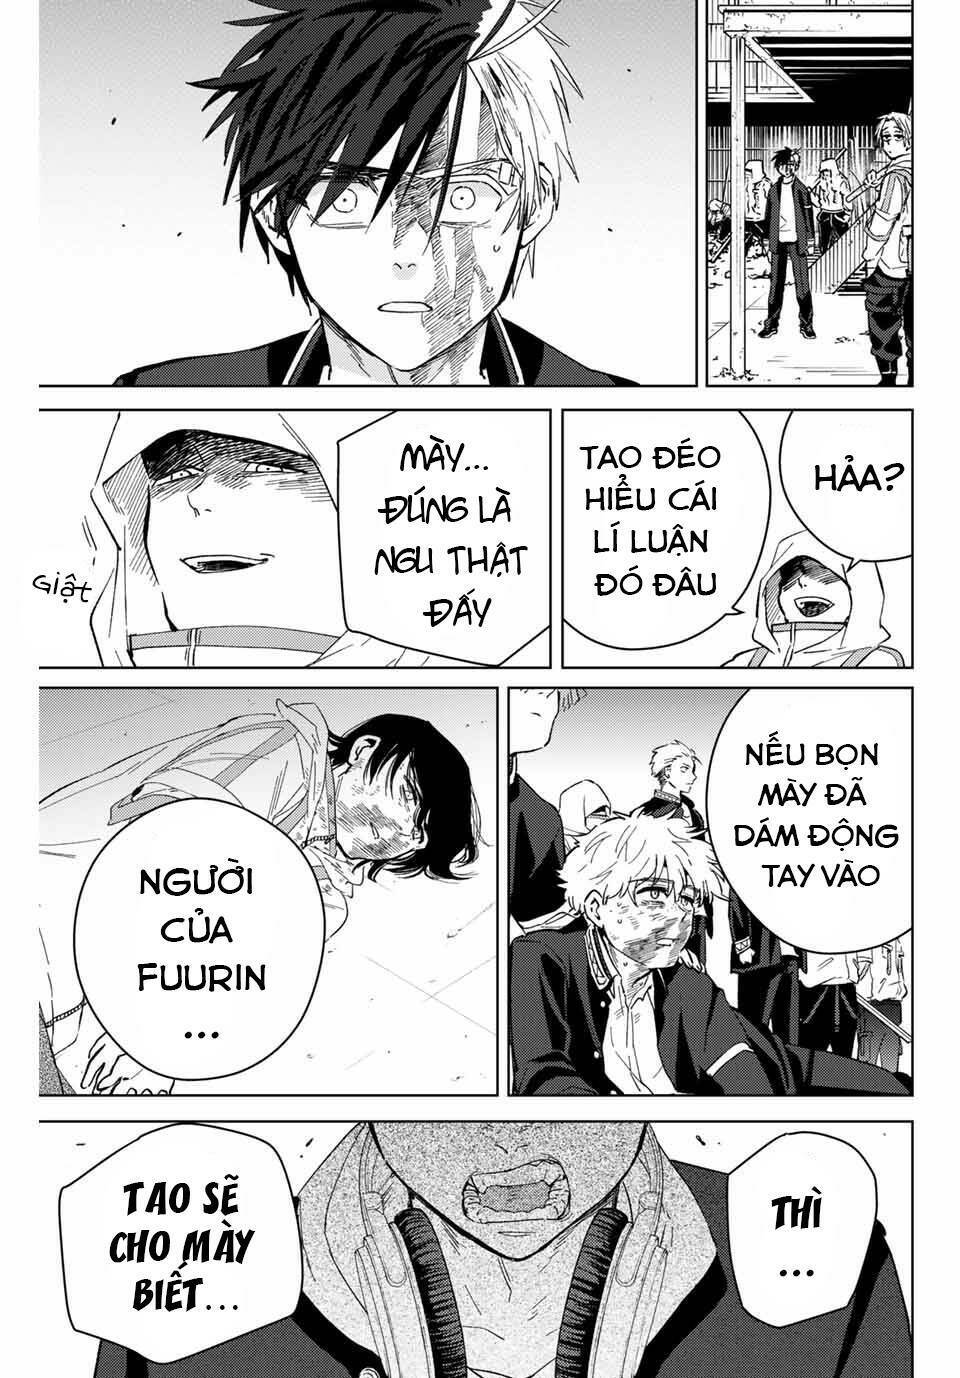 HẢA?
TAO ĐÉO
HIỂU CÁI
LÍ LUẬN
ĐÓ ĐÂU
MÀY...
ĐÚNG LÀ
NGU THẬT
ĐẤY
Giật
NẾU BỌN
MÀY ĐÃ
DÁM ĐỘNG
TAY VÀO
NGƯỜI
CỦA
FUURIN
...
THÌ
...
TAO SẼ
CHO MÀY
BIẾT...